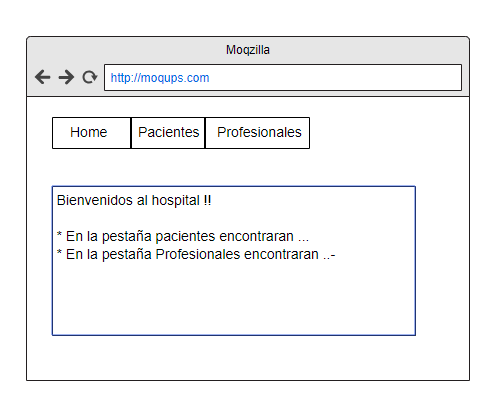 Moqzilla
http://moqups.com
Home Pacientes Profesionales
Bienvenidos al hospital !!
* En la pestaña pacientes encontraran ...
* En la pestaña Profesionales encontraran ..-